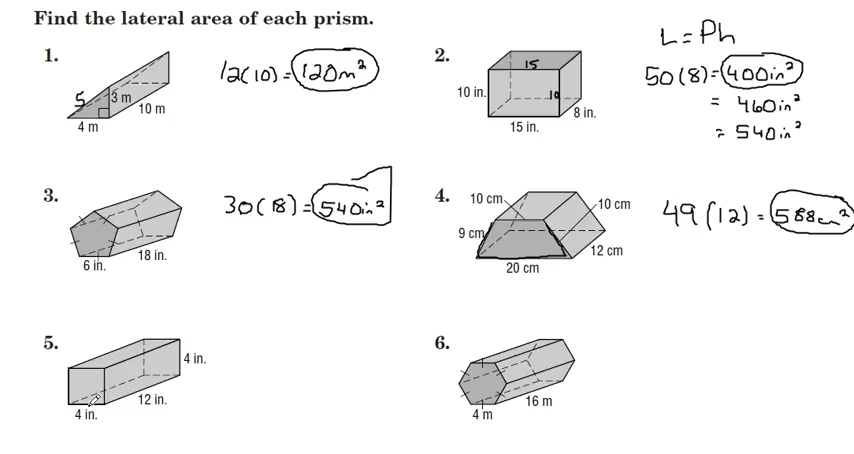 Find the lateral area of each prism.
1.
5
3 m
10 m
4 m
12(10) = 120m²
2.
15
10 in.
10
8 in.
15 in.
L = Ph
50(8) = 400in²
= 460in²
= 540in²
3.
6 in.
18 in.
30(18) = 540in²
4.
10 cm
10 cm
9 cm
12 cm
20 cm
49(12) = 588cm²
5.
4 in.
12 in.
4 in.
6.
16 m
4 m